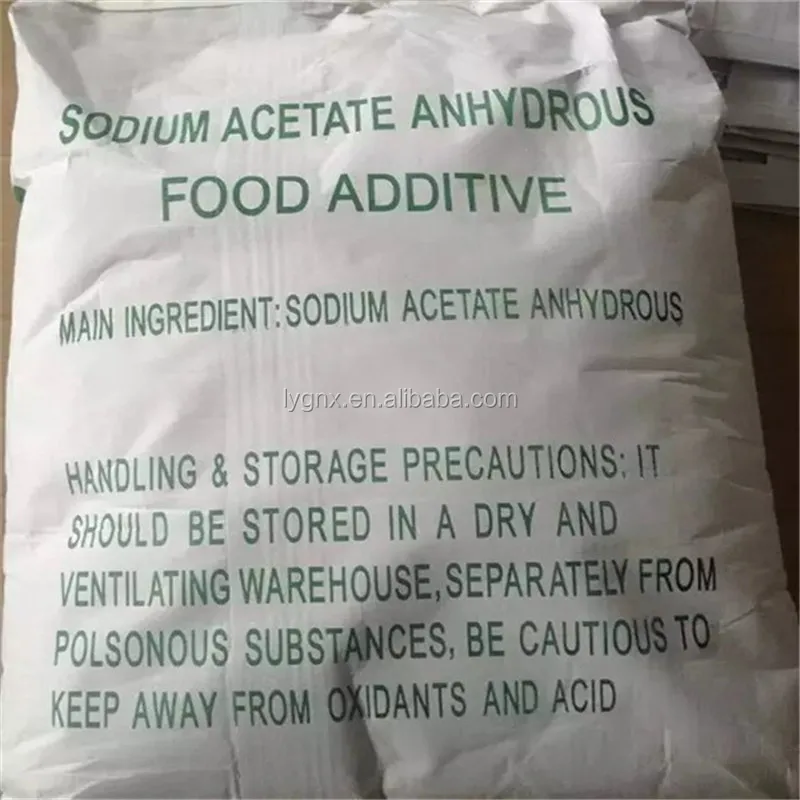 SODIUM ACETATE ANHYDROUS
FOOD ADDITIVE
MAIN INGREDIENT:SODIUM ACETATE ANHYDROUS
lygnx.en.alibaba.com
HANDLING & STORAGE PRECAUTIONS: IT
SHOULD BE STORED IN A DRY AND
VENTILATING WAREHOUSE,SEPARATELY FROM
POLSONOUS SUBSTANCES, BE CAUTIOUS TO
KEEP AWAY FROM OXIDANTS AND ACID